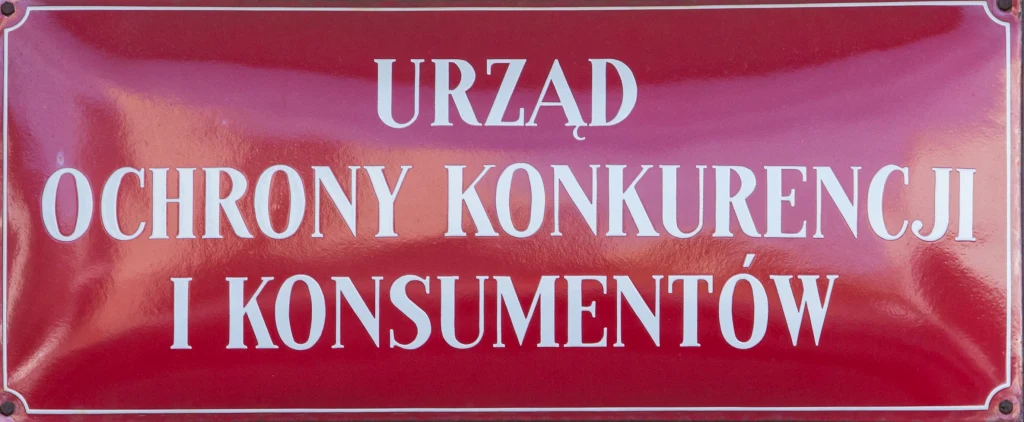 URZĄD
OCHRONY KONKURENCJI
I KONSUMENTÓW